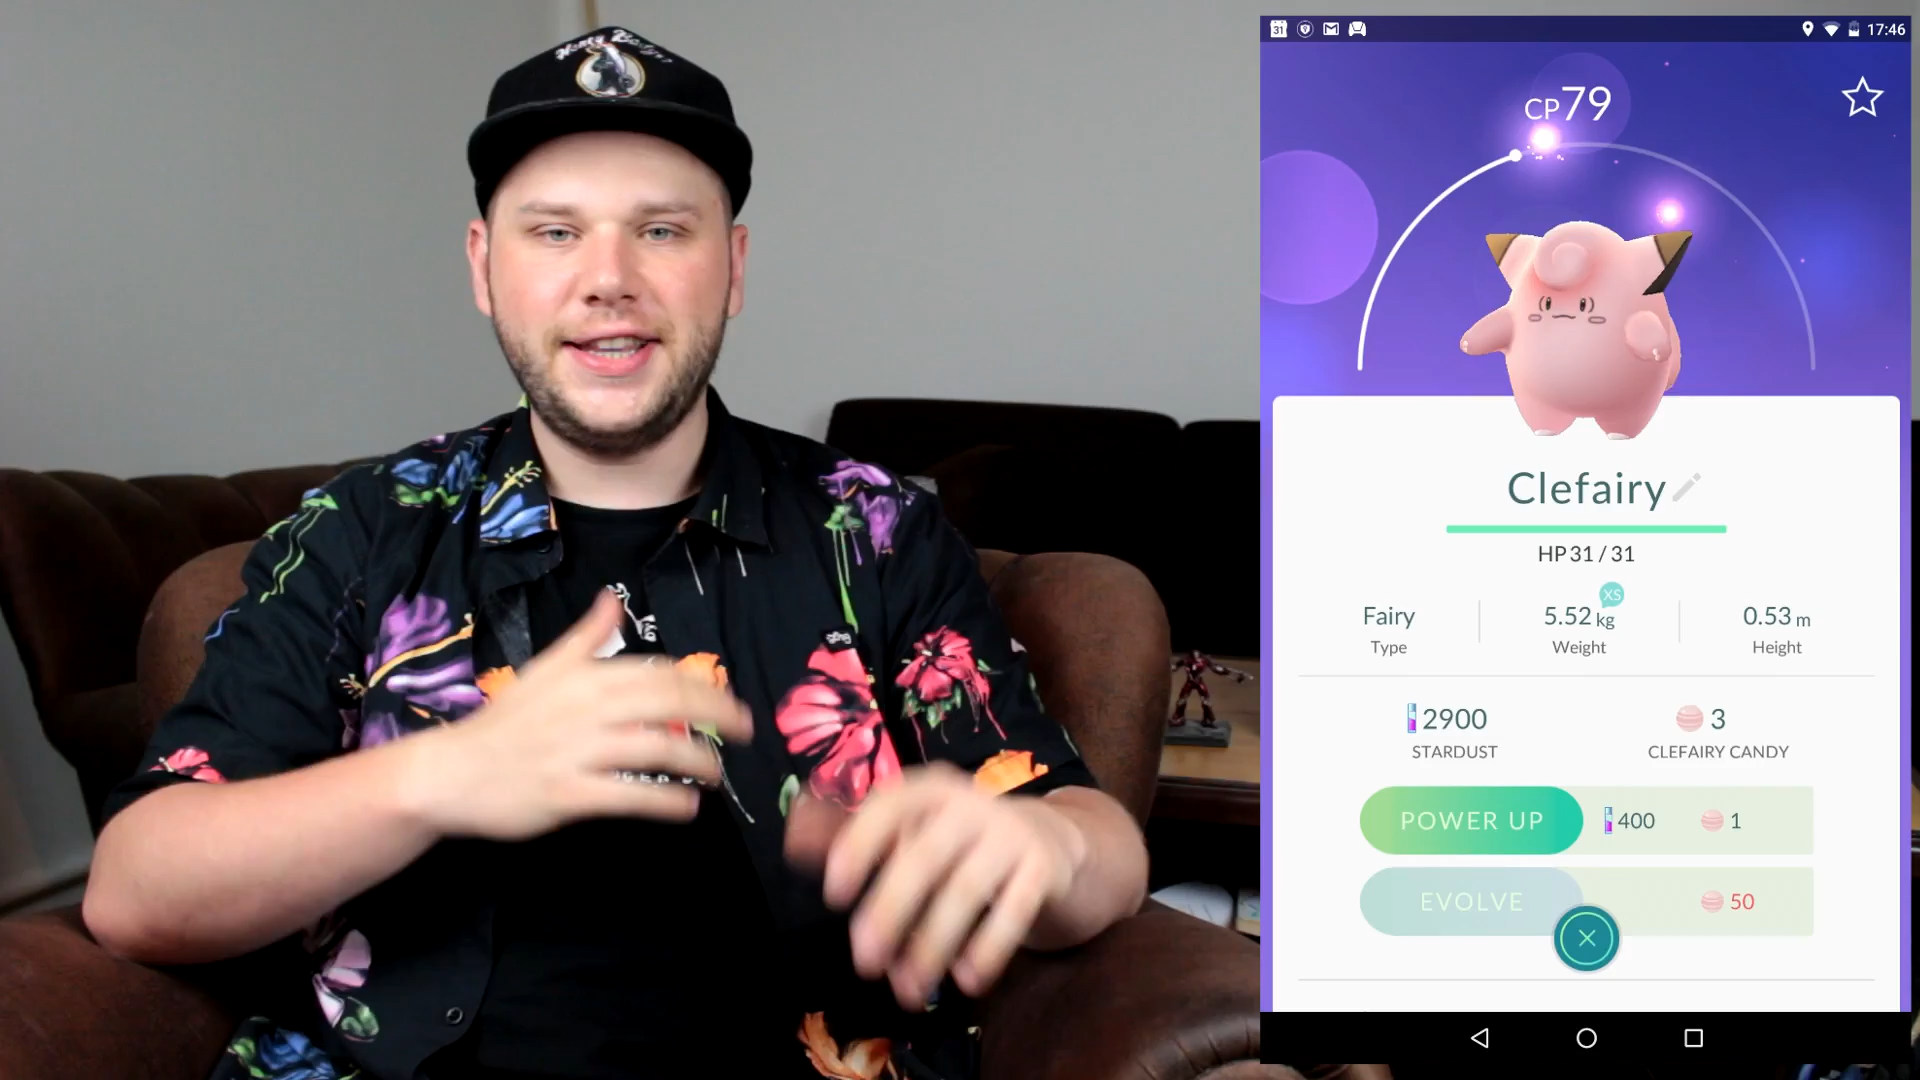 31
17:46
CP79
Clefairy
HP 31 / 31
XS
Fairy
5.52 kg
0.53 m
Type
Weight
Height
2900
3
STARDUST
CLEFAIRY CANDY
POWER UP
400
1
EVOLVE
50